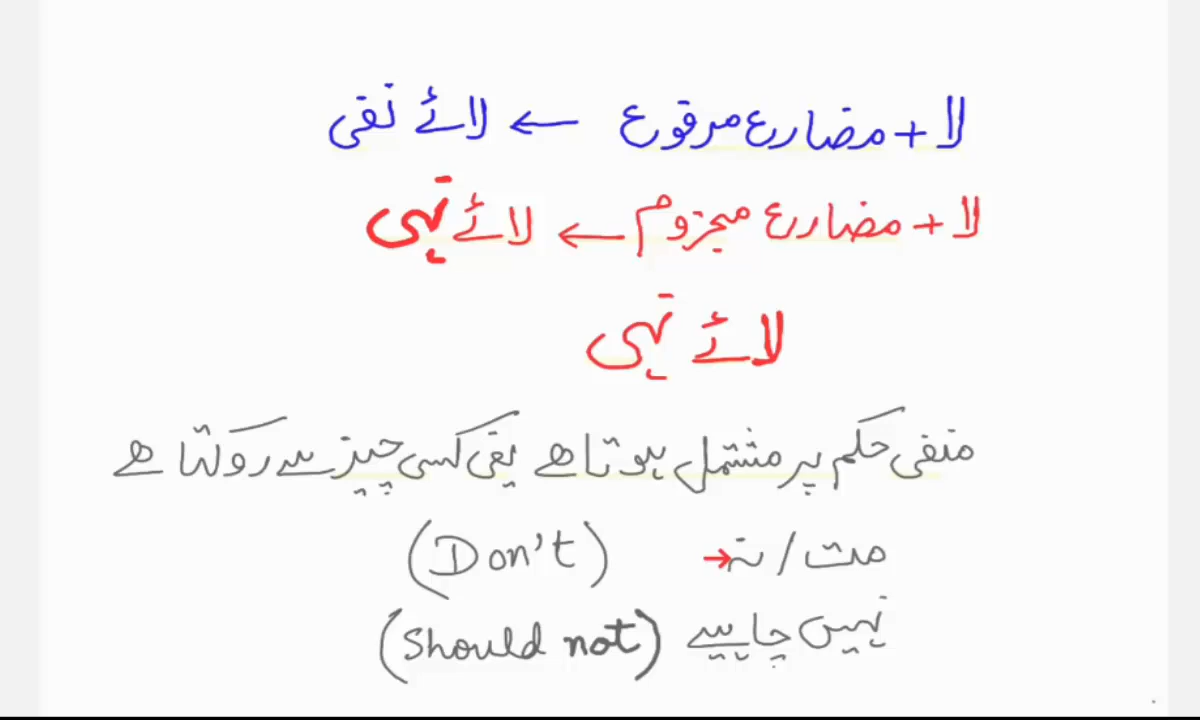 لا + مضارع مرفوع ← لائے نفی
لا + مضارع مجزوم ← لائے نہی
لائے نہی
منفی حکم پر مشتمل ہوتا ہے یعنی کسی چیز سے روکتا ہے
مت / نہ → (Don't)
نہیں چاہیے (Should not)